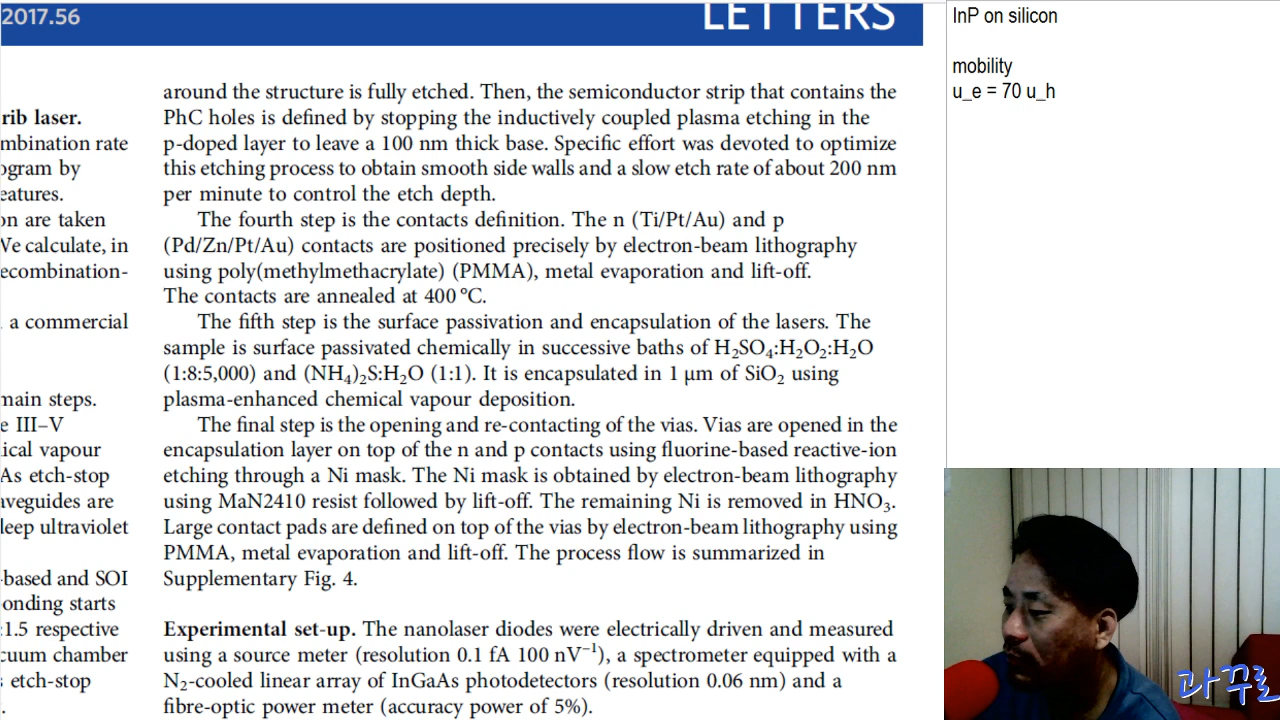 2017.56
LETTERS
rib laser.
mbination rate
ogram by
eatures.
on are taken
We calculate, in
ecombination-
a commercial
main steps.
e III–V
ical vapour
As etch-stop
aveguides are
leep ultraviolet
-based and SOI
onding starts
:1.5 respective
cuum chamber
s etch-stop
around the structure is fully etched. Then, the semiconductor strip that contains the
PhC holes is defined by stopping the inductively coupled plasma etching in the
p-doped layer to leave a 100 nm thick base. Specific effort was devoted to optimize
this etching process to obtain smooth side walls and a slow etch rate of about 200 nm
per minute to control the etch depth.
The fourth step is the contacts definition. The n (Ti/Pt/Au) and p
(Pd/Zn/Pt/Au) contacts are positioned precisely by electron-beam lithography
using poly(methylmethacrylate) (PMMA), metal evaporation and lift-off.
The contacts are annealed at 400 °C.
The fifth step is the surface passivation and encapsulation of the lasers. The
sample is surface passivated chemically in successive baths of H₂SO₄:H₂O₂:H₂O
(1:8:5,000) and (NH₄)₂S:H₂O (1:1). It is encapsulated in 1 μm of SiO₂ using
plasma-enhanced chemical vapour deposition.
The final step is the opening and re-contacting of the vias. Vias are opened in the
encapsulation layer on top of the n and p contacts using fluorine-based reactive-ion
etching through a Ni mask. The Ni mask is obtained by electron-beam lithography
using MaN2410 resist followed by lift-off. The remaining Ni is removed in HNO₃.
Large contact pads are defined on top of the vias by electron-beam lithography using
PMMA, metal evaporation and lift-off. The process flow is summarized in
Supplementary Fig. 4.
Experimental set-up. The nanolaser diodes were electrically driven and measured
using a source meter (resolution 0.1 fA 100 nV⁻¹), a spectrometer equipped with a
N₂-cooled linear array of InGaAs photodetectors (resolution 0.06 nm) and a
fibre-optic power meter (accuracy power of 5%).
InP on silicon
mobility
u_e = 70 u_h
과꾸로